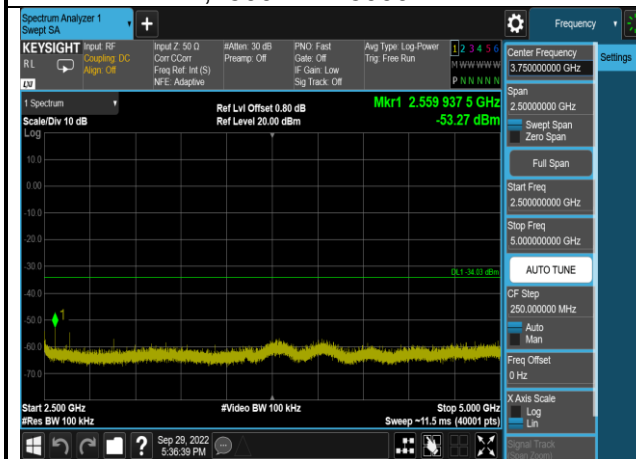 Spectrum Analyzer 1
Swept SA
Frequency
KEYSIGHT
RL
LXI
Input: RF
Coupling: DC
Align: Off
Input Z: 50 Ω
Corr CCorr
Freq Ref: Int (S)
NFE: Adaptive
#Atten: 30 dB
Preamp: Off
PNO: Fast
Gate: Off
IF Gain: Low
Sig Track: Off
Avg Type: Log-Power
Trig: Free Run
1 2 3 4 5 6
M W W W W W
P N N N N N
Center Frequency
3.750000000 GHz
Settings
1 Spectrum
Scale/Div 10 dB
Log
Ref Lvl Offset 0.80 dB
Ref Level 20.00 dBm
Mkr1 2.559 937 5 GHz
-53.27 dBm
Span
2.50000000 GHz
Swept Span
Zero Span
Full Span
Start Freq
2.500000000 GHz
Stop Freq
5.000000000 GHz
AUTO TUNE
CF Step
250.000000 MHz
Auto
Man
Freq Offset
0 Hz
X Axis Scale
Log
Lin
Signal Track
(Span Zoom)
10.0
0.00
-10.0
-20.0
-30.0
DL1 -34.03 dBm
-40.0
-50.0
1
-60.0
-70.0
Start 2.500 GHz
#Res BW 100 kHz
#Video BW 100 kHz
Stop 5.000 GHz
Sweep ~11.5 ms (40001 pts)
?
Sep 29, 2022
5:36:39 PM